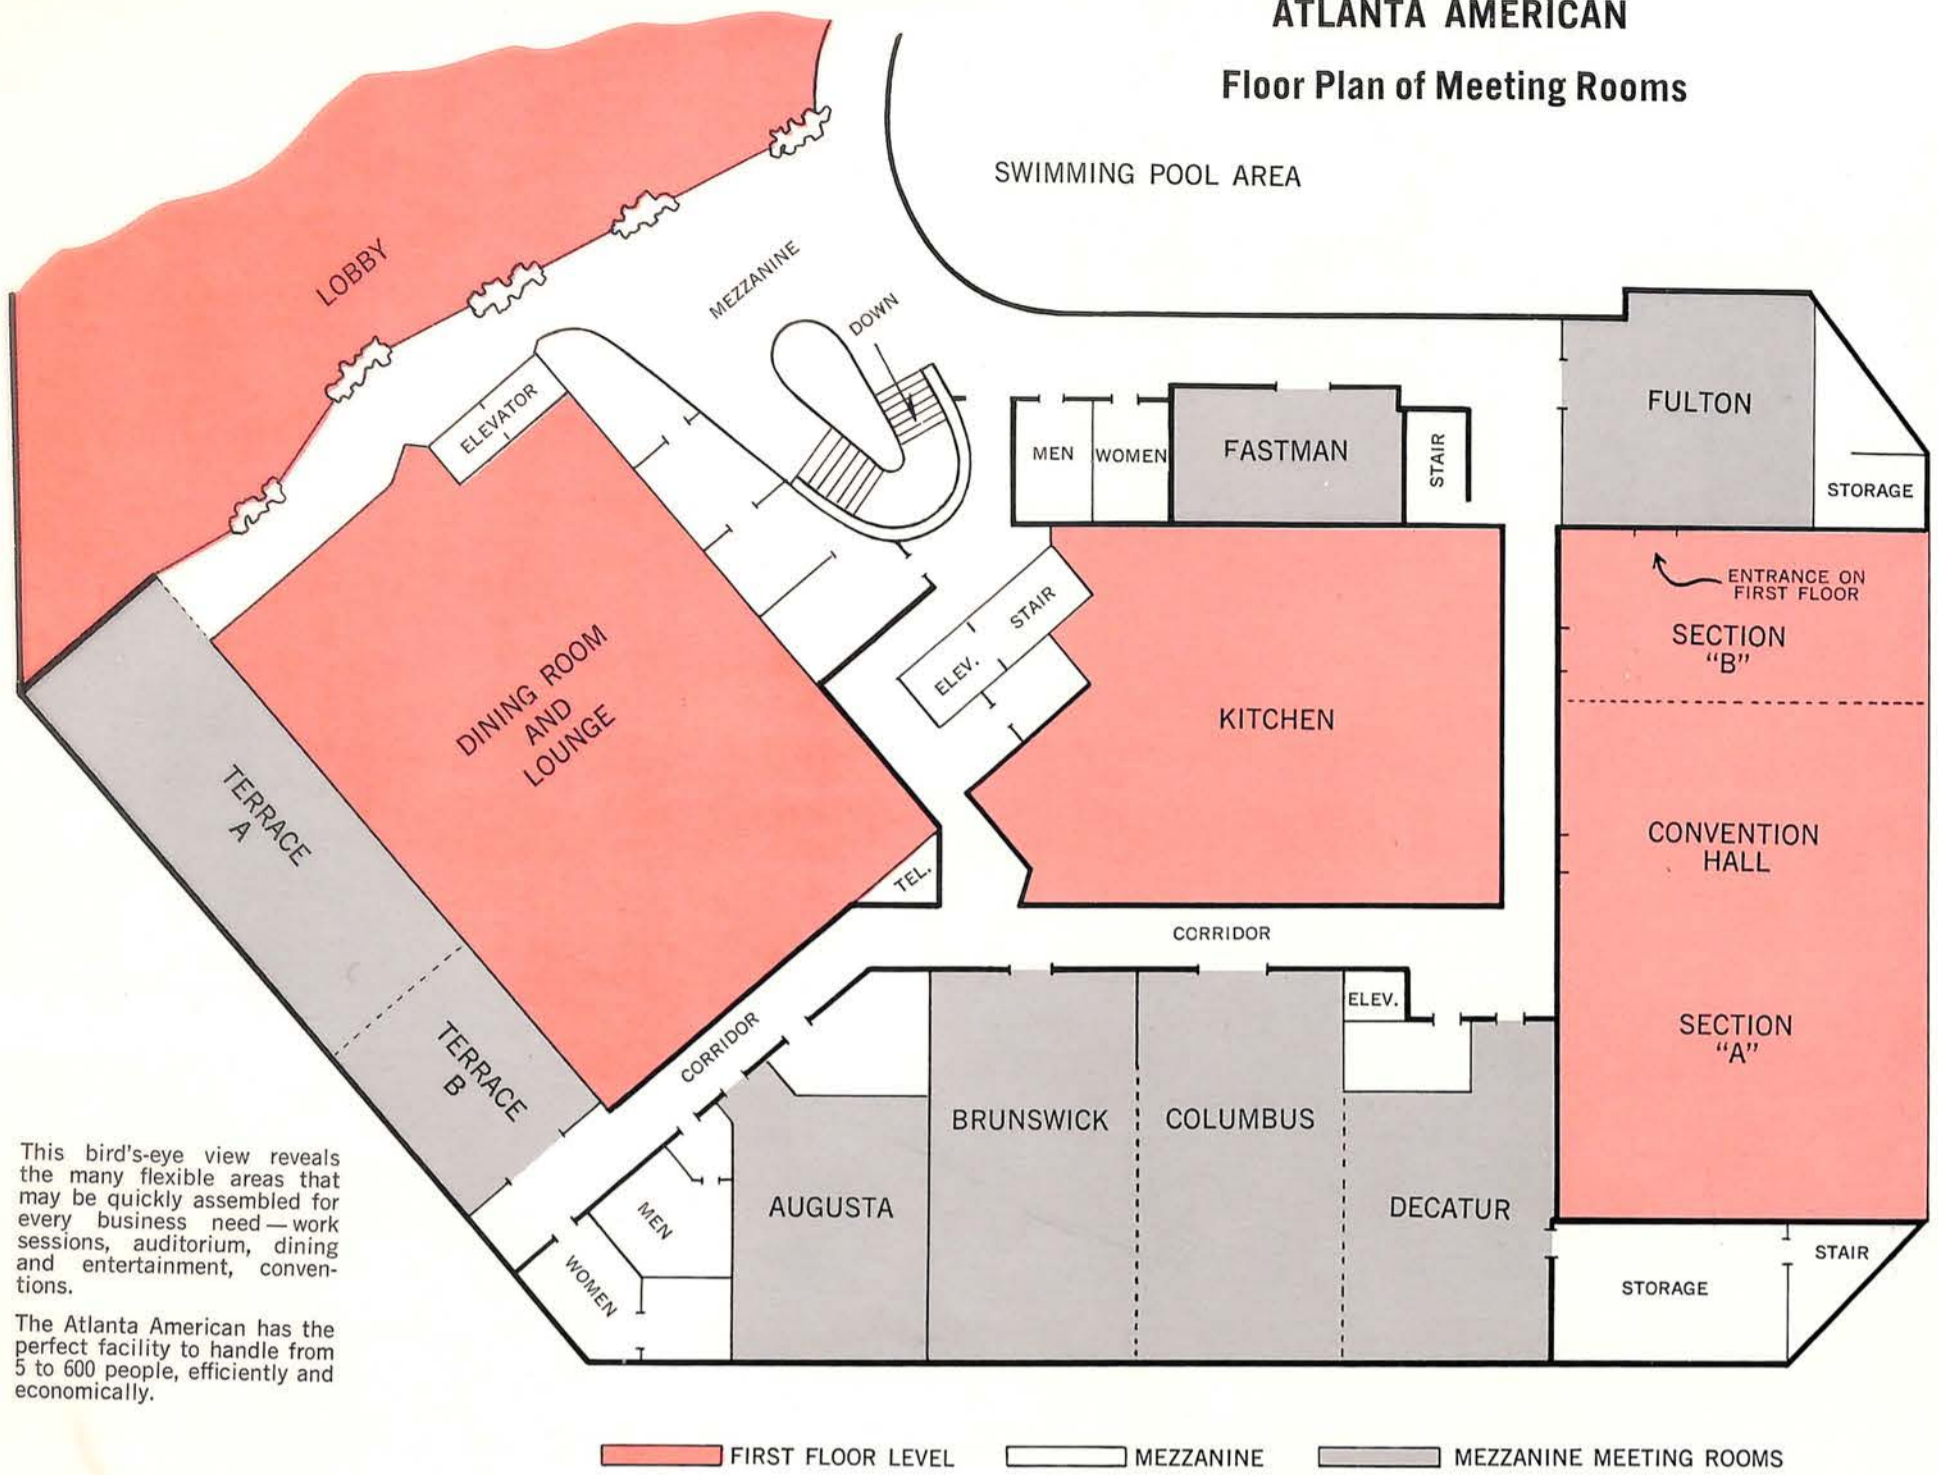 ATLANTA AMERICAN
Floor Plan of Meeting Rooms
SWIMMING POOL AREA
LOBBY
MEZZANINE
DOWN
ELEVATOR
MEN
WOMEN
FASTMAN
STAIR
FULTON
STORAGE
ENTRANCE ON
FIRST FLOOR
SECTION
"B"
STAIR
ELEV.
KITCHEN
DINING ROOM
AND
LOUNGE
TERRACE
A
CONVENTION
HALL
TEL.
CORRIDOR
ELEV.
SECTION
"A"
CORRIDOR
TERRACE
B
BRUNSWICK
COLUMBUS
AUGUSTA
DECATUR
MEN
WOMEN
STORAGE
STAIR
This bird's-eye view reveals
the many flexible areas that
may be quickly assembled for
every business need — work
sessions, auditorium, dining
and entertainment, conven-
tions.
The Atlanta American has the
perfect facility to handle from
5 to 600 people, efficiently and
economically.
FIRST FLOOR LEVEL
MEZZANINE
MEZZANINE MEETING ROOMS